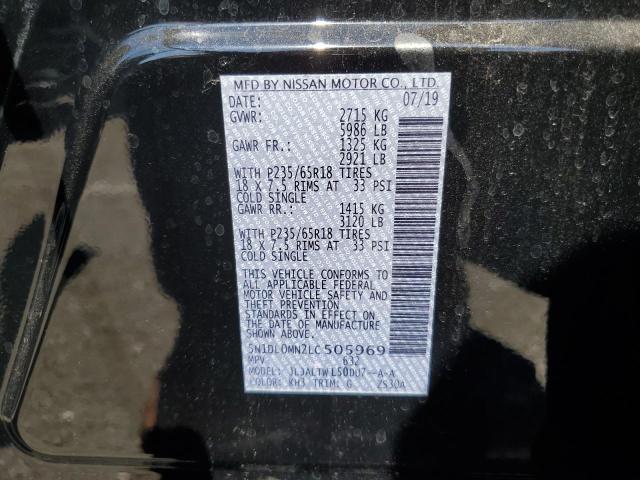 MFD BY NISSAN MOTOR CO., LTD.
DATE: 07/19
GVWR: 2715 KG
5986 LB
GAWR FR.: 1325 KG
2921 LB
WITH P235/65R18 TIRES
18 X 7.5 RIMS AT 33 PSI
COLD SINGLE
GAWR RR.: 1415 KG
3120 LB
WITH P235/65R18 TIRES
18 X 7.5 RIMS AT 33 PSI
COLD SINGLE
THIS VEHICLE CONFORMS TO
ALL APPLICABLE FEDERAL
MOTOR VEHICLE SAFETY AND
THEFT PREVENTION
STANDARDS IN EFFECT ON
THE DATE OF MANUFACTURE
SHOWN ABOVE.
5N1DL0MN2LC505969
MPV 632
MODEL: JLJALTWL50DU7--A-A
COLOR: KH3 TRIM: G ZS30A